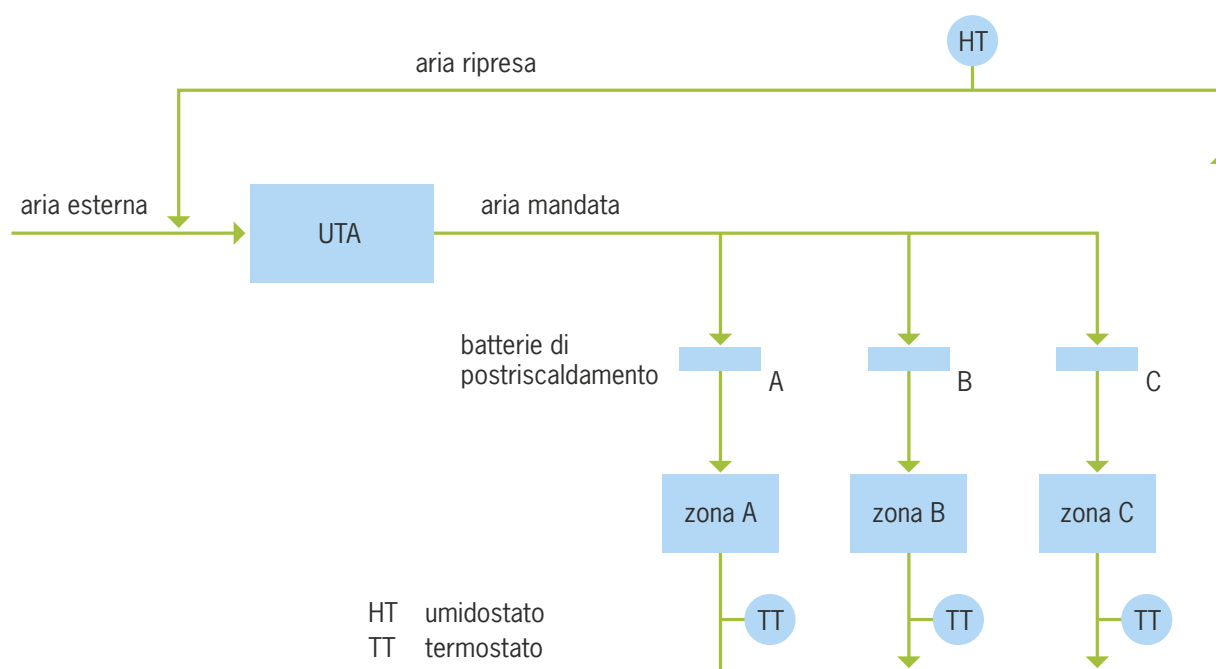 HT
aria ripresa
aria esterna
aria mandata
UTA
batterie di
postriscaldamento
A
B
C
zona A
zona B
zona C
HT umidostato
TT termostato
TT
TT
TT